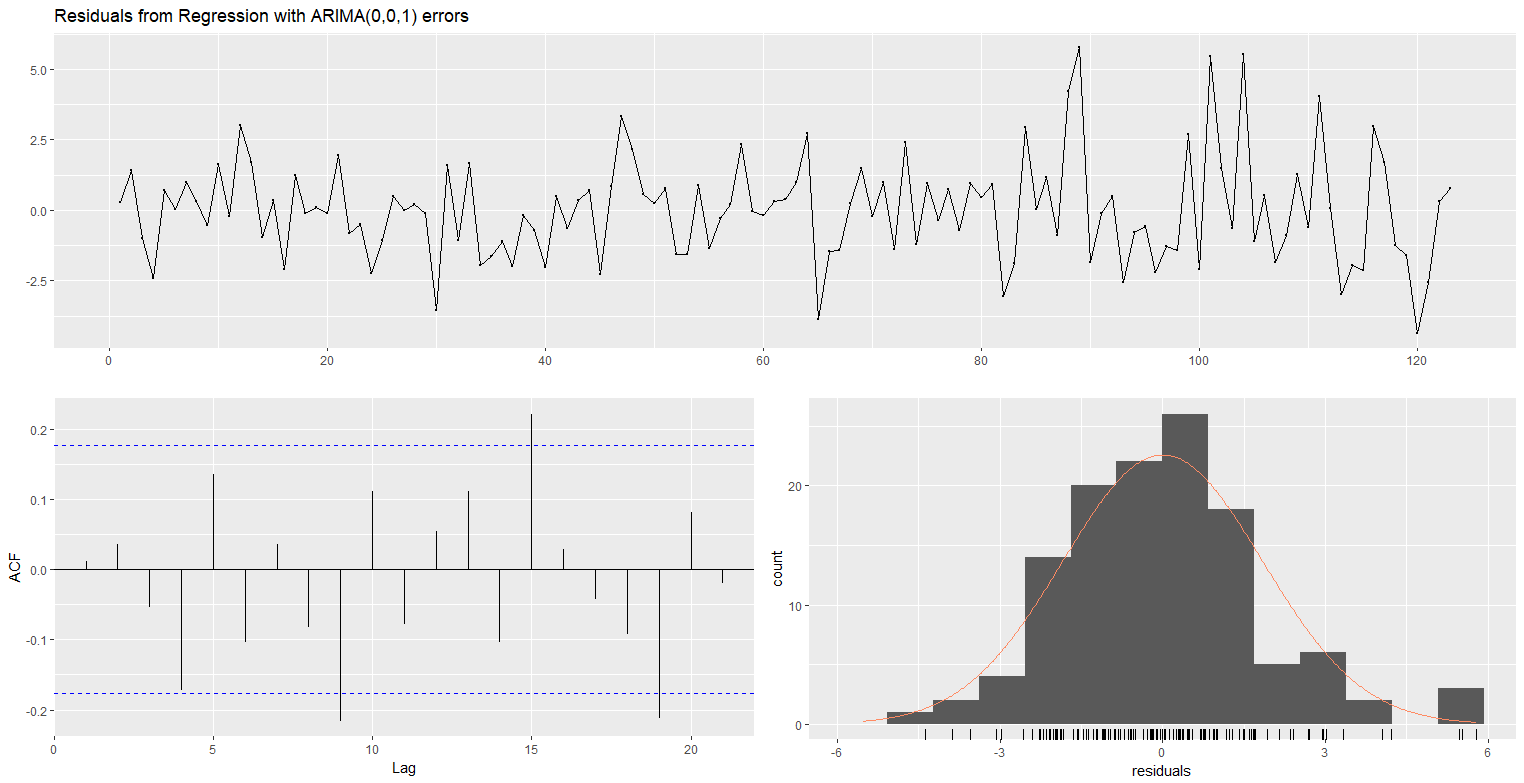 Residuals from Regression with ARIMA(0,0,1) errors
5.0
2.5
0.0
-2.5
0 20 40 60 80 100 120
ACF
0.2
0.1
0.0
-0.1
-0.2
0 5 10 15 20
Lag
count
20
10
0
-6 -3 0 3 6
residuals